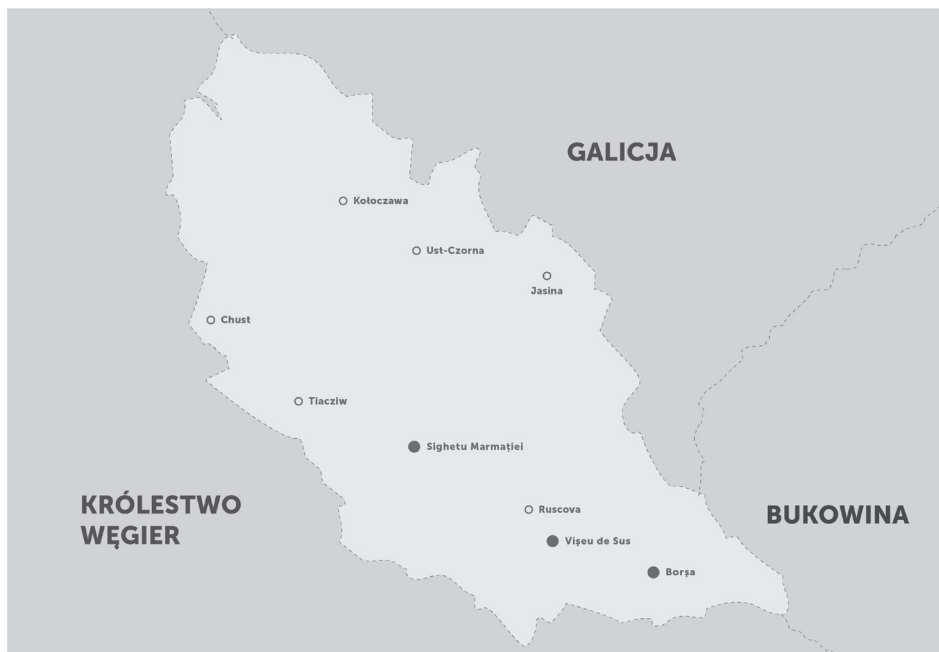 GALICJA
Kołoczawa
Ust-Czorna
Jasina
Chust
Tiacziw
Sighetu Marmației
KRÓLESTWO
WĘGIER
Ruscova
BUKOWINA
Vișeu de Sus
Borșa